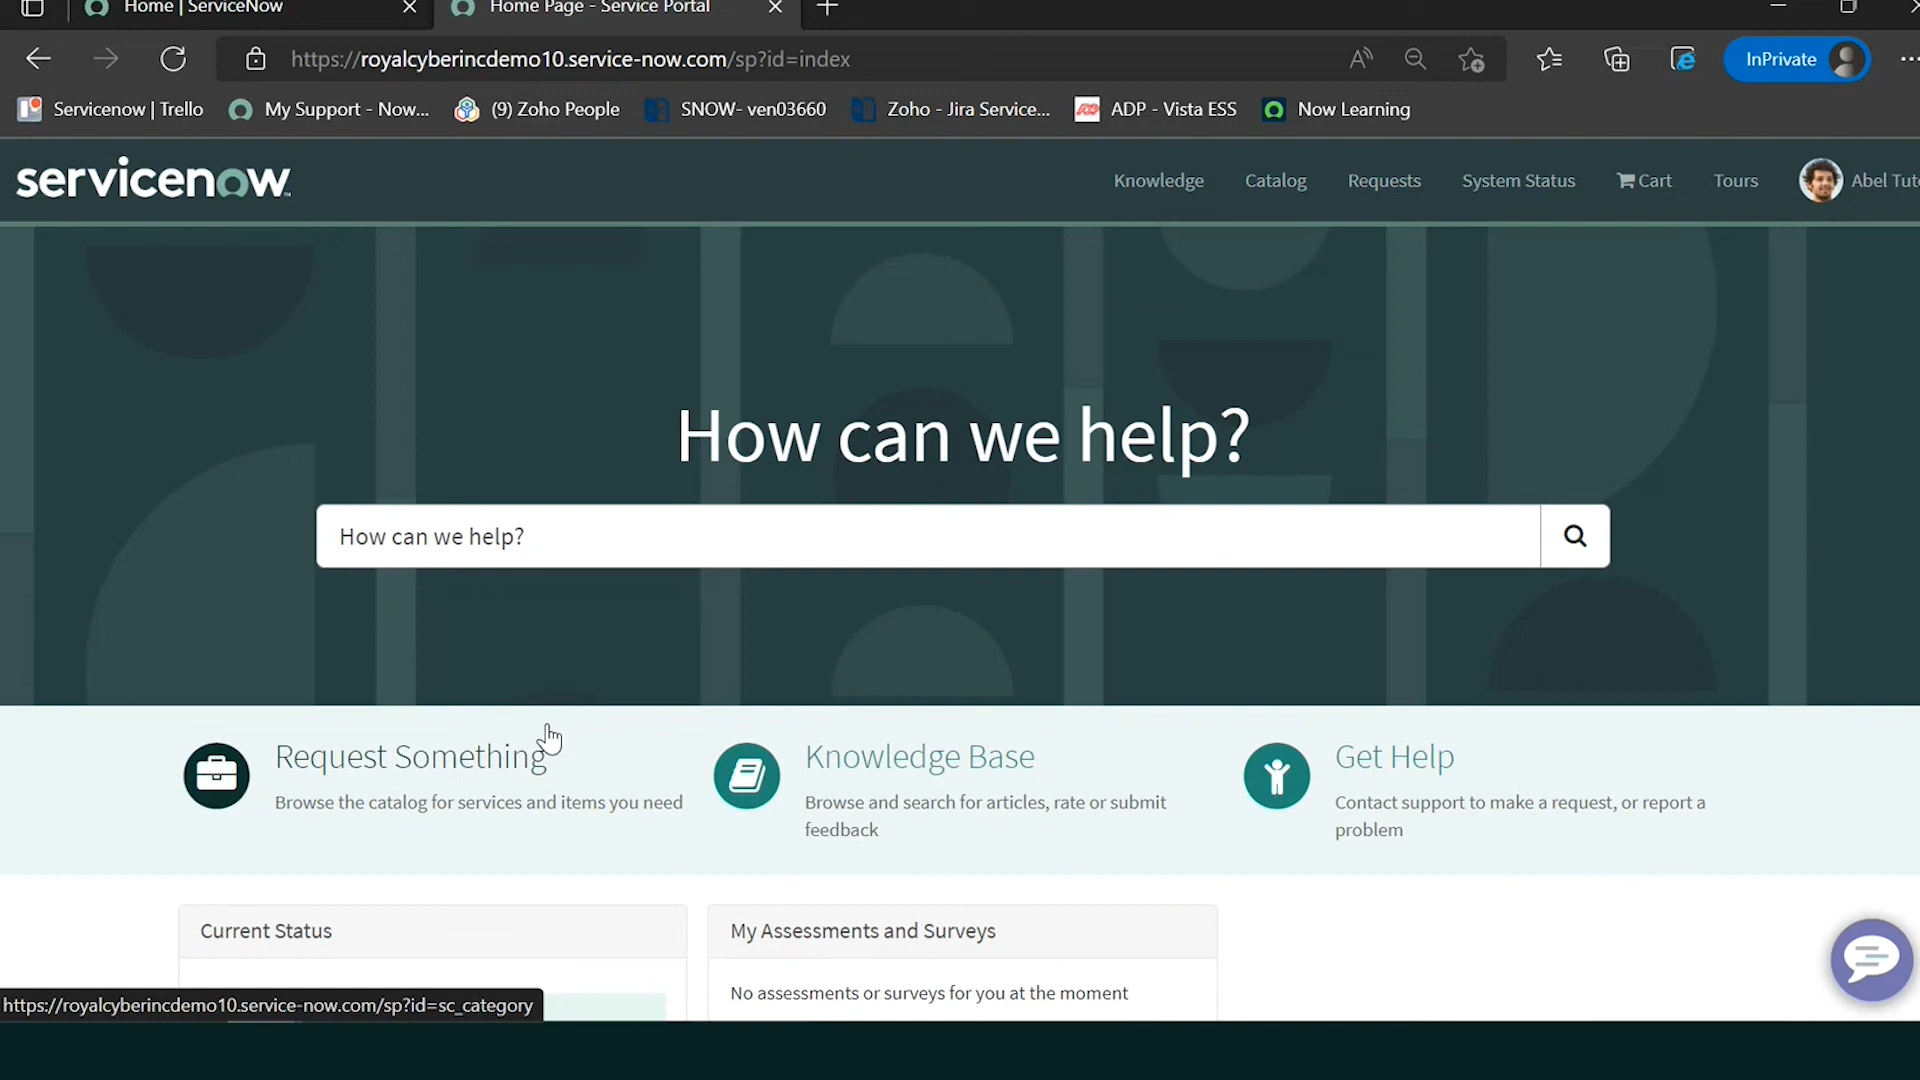 Home | ServiceNow
Home Page - Service Portal
https://royalcyberincdemo10.service-now.com/sp?id=index
InPrivate
Servicenow | Trello
My Support - Now...
(9) Zoho People
SNOW- ven03660
Zoho - Jira Service...
ADP - Vista ESS
Now Learning
servicenow
Knowledge
Catalog
Requests
System Status
Cart
Tours
Abel Tut
How can we help?
How can we help?
Request Something
Browse the catalog for services and items you need
Knowledge Base
Browse and search for articles, rate or submit
feedback
Get Help
Contact support to make a request, or report a
problem
Current Status
My Assessments and Surveys
No assessments or surveys for you at the moment
https://royalcyberincdemo10.service-now.com/sp?id=sc_category